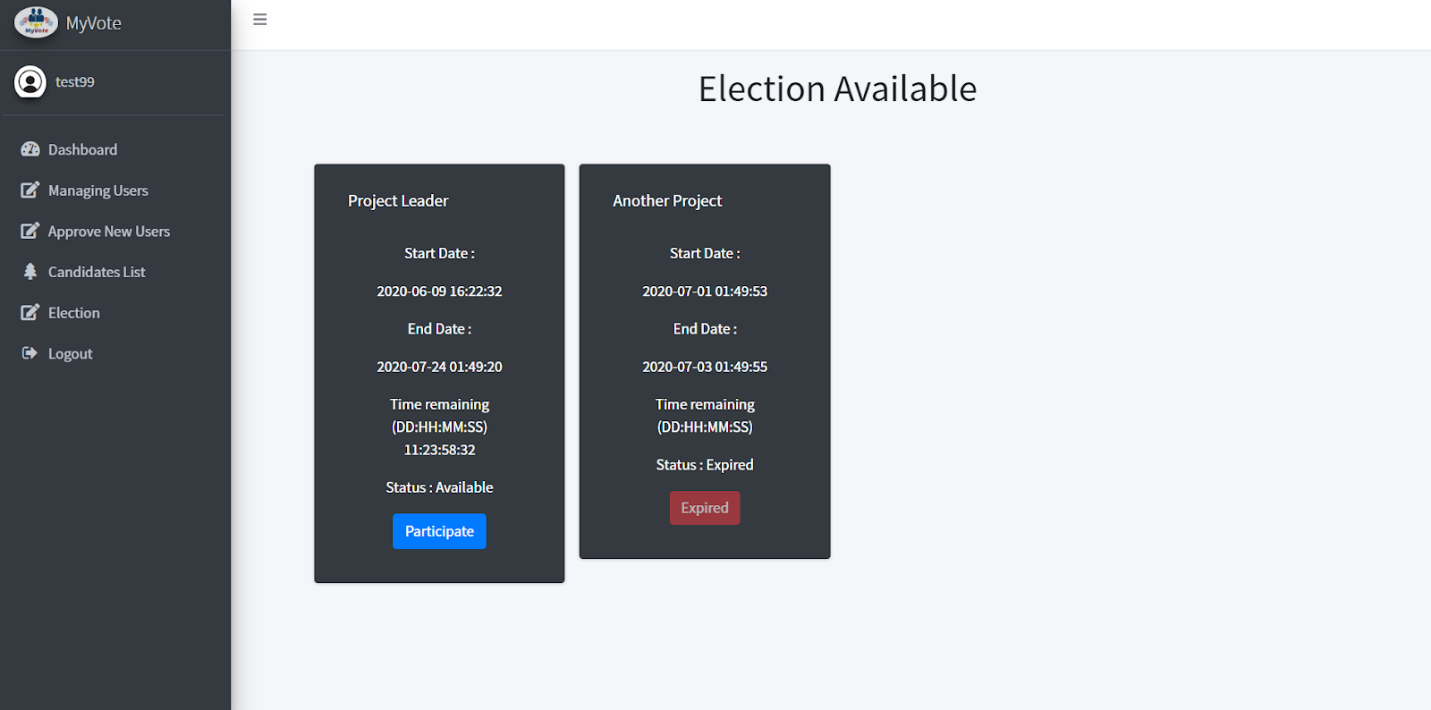 MyVote
MyVote
test99
Dashboard
Managing Users
Approve New Users
Candidates List
Election
Logout
Election Available
Project Leader
Start Date :
2020-06-09 16:22:32
End Date :
2020-07-24 01:49:20
Time remaining
(DD:HH:MM:SS)
11:23:58:32
Status : Available
Participate
Another Project
Start Date :
2020-07-01 01:49:53
End Date :
2020-07-03 01:49:55
Time remaining
(DD:HH:MM:SS)
Status : Expired
Expired